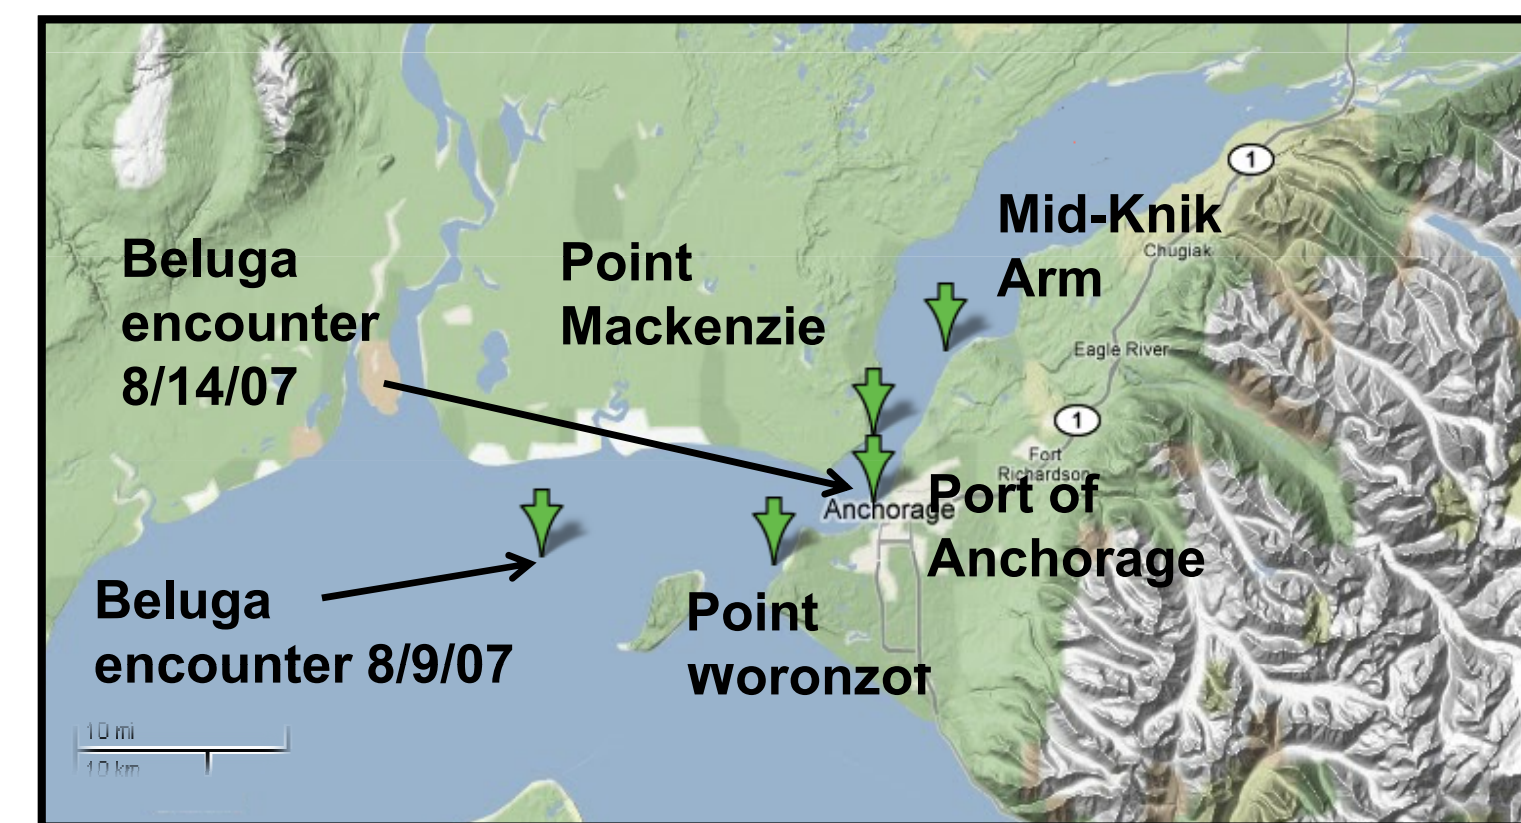 1
Mid-Knik
Arm
Chugiak
Beluga
encounter
8/14/07
Point
Mackenzie
Eagle River
1
Fort
Richardson
Port of
Anchorage
Anchorage
Beluga
encounter 8/9/07
Point
Woronzof
10 mi
10 km